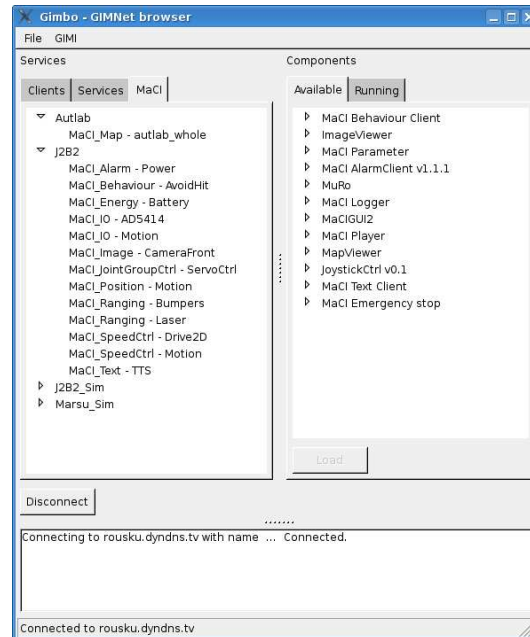 Gimbo - GIMNet browser
File GIMI
Services
Clients Services MaCI
Autlab
MaCI_Map - autlab_whole
J2B2
MaCI_Alarm - Power
MaCI_Behaviour - AvoidHit
MaCI_Energy - Battery
MaCI_IO - AD5414
MaCI_IO - Motion
MaCI_Image - CameraFront
MaCI_JointGroupCtrl - ServoCtrl
MaCI_Position - Motion
MaCI_Ranging - Bumpers
MaCI_Ranging - Laser
MaCI_SpeedCtrl - Drive2D
MaCI_SpeedCtrl - Motion
MaCI_Text - TTS
J2B2_Sim
Marsu_Sim
Components
Available Running
MaCI Behaviour Client
ImageViewer
MaCI Parameter
MaCI AlarmClient v1.1.1
MuRo
MaCI Logger
MaCIGUI2
MaCI Player
MapViewer
JoystickCtrl v0.1
MaCI Text Client
MaCI Emergency stop
Load
Disconnect
Connecting to rousku.dyndns.tv with name ... Connected.
Connected to rousku.dyndns.tv